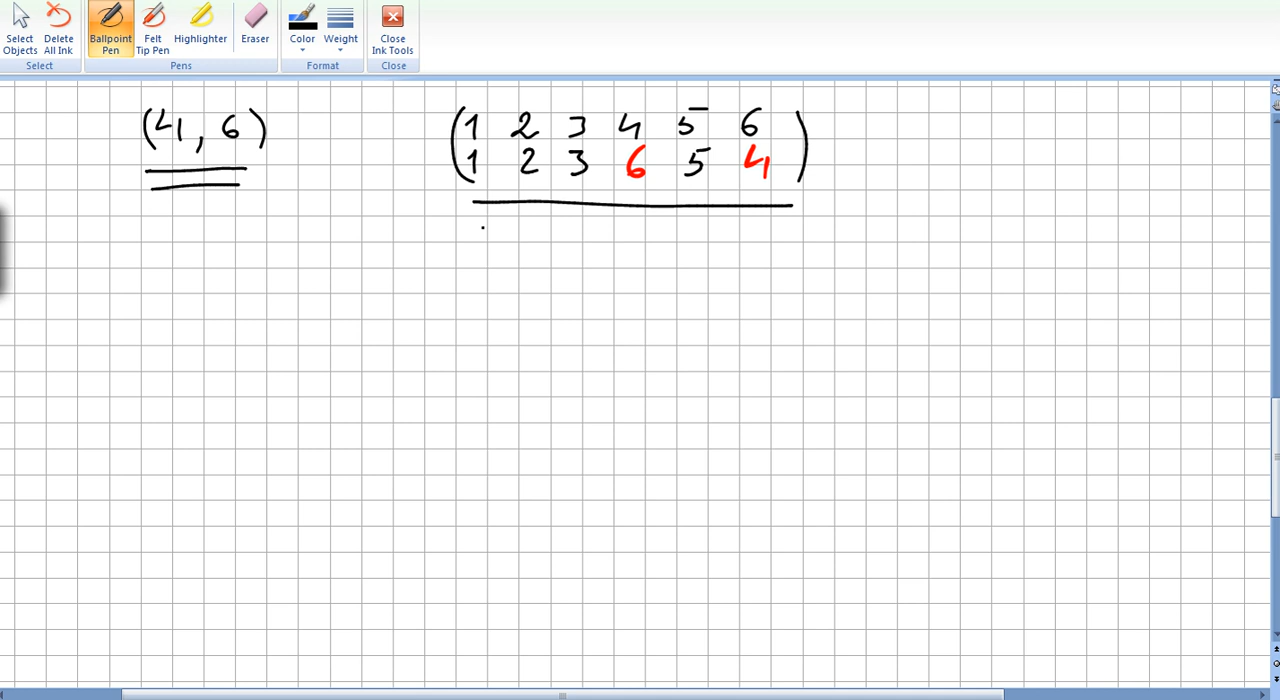 Select Objects
Delete All Ink
Ballpoint Pen
Felt Tip Pen
Highlighter
Eraser
Color
Weight
Close Ink Tools
Select
Pens
Format
Close
(4, 6)
(1 2 3 4 5 6
1 2 3 6 5 4)